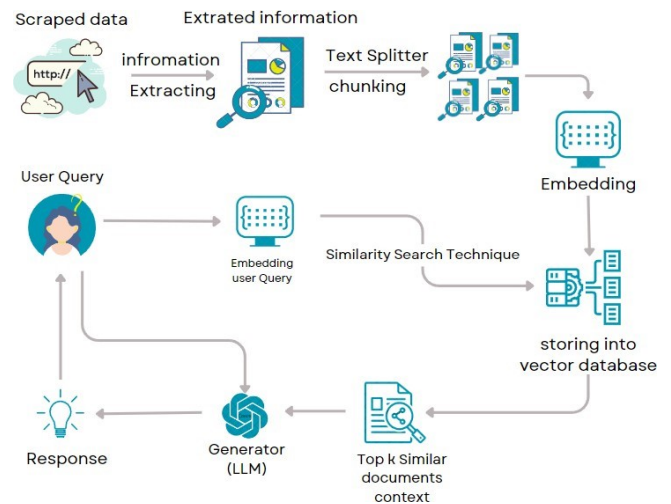 Scraped data
Extrated information
http://
infromation
Extracting
Text Splitter
chunking
Embedding
User Query
Embedding
user Query
Similarity Search Technique
storing into
vector database
Response
Generator
(LLM)
Top k Similar
documents
context